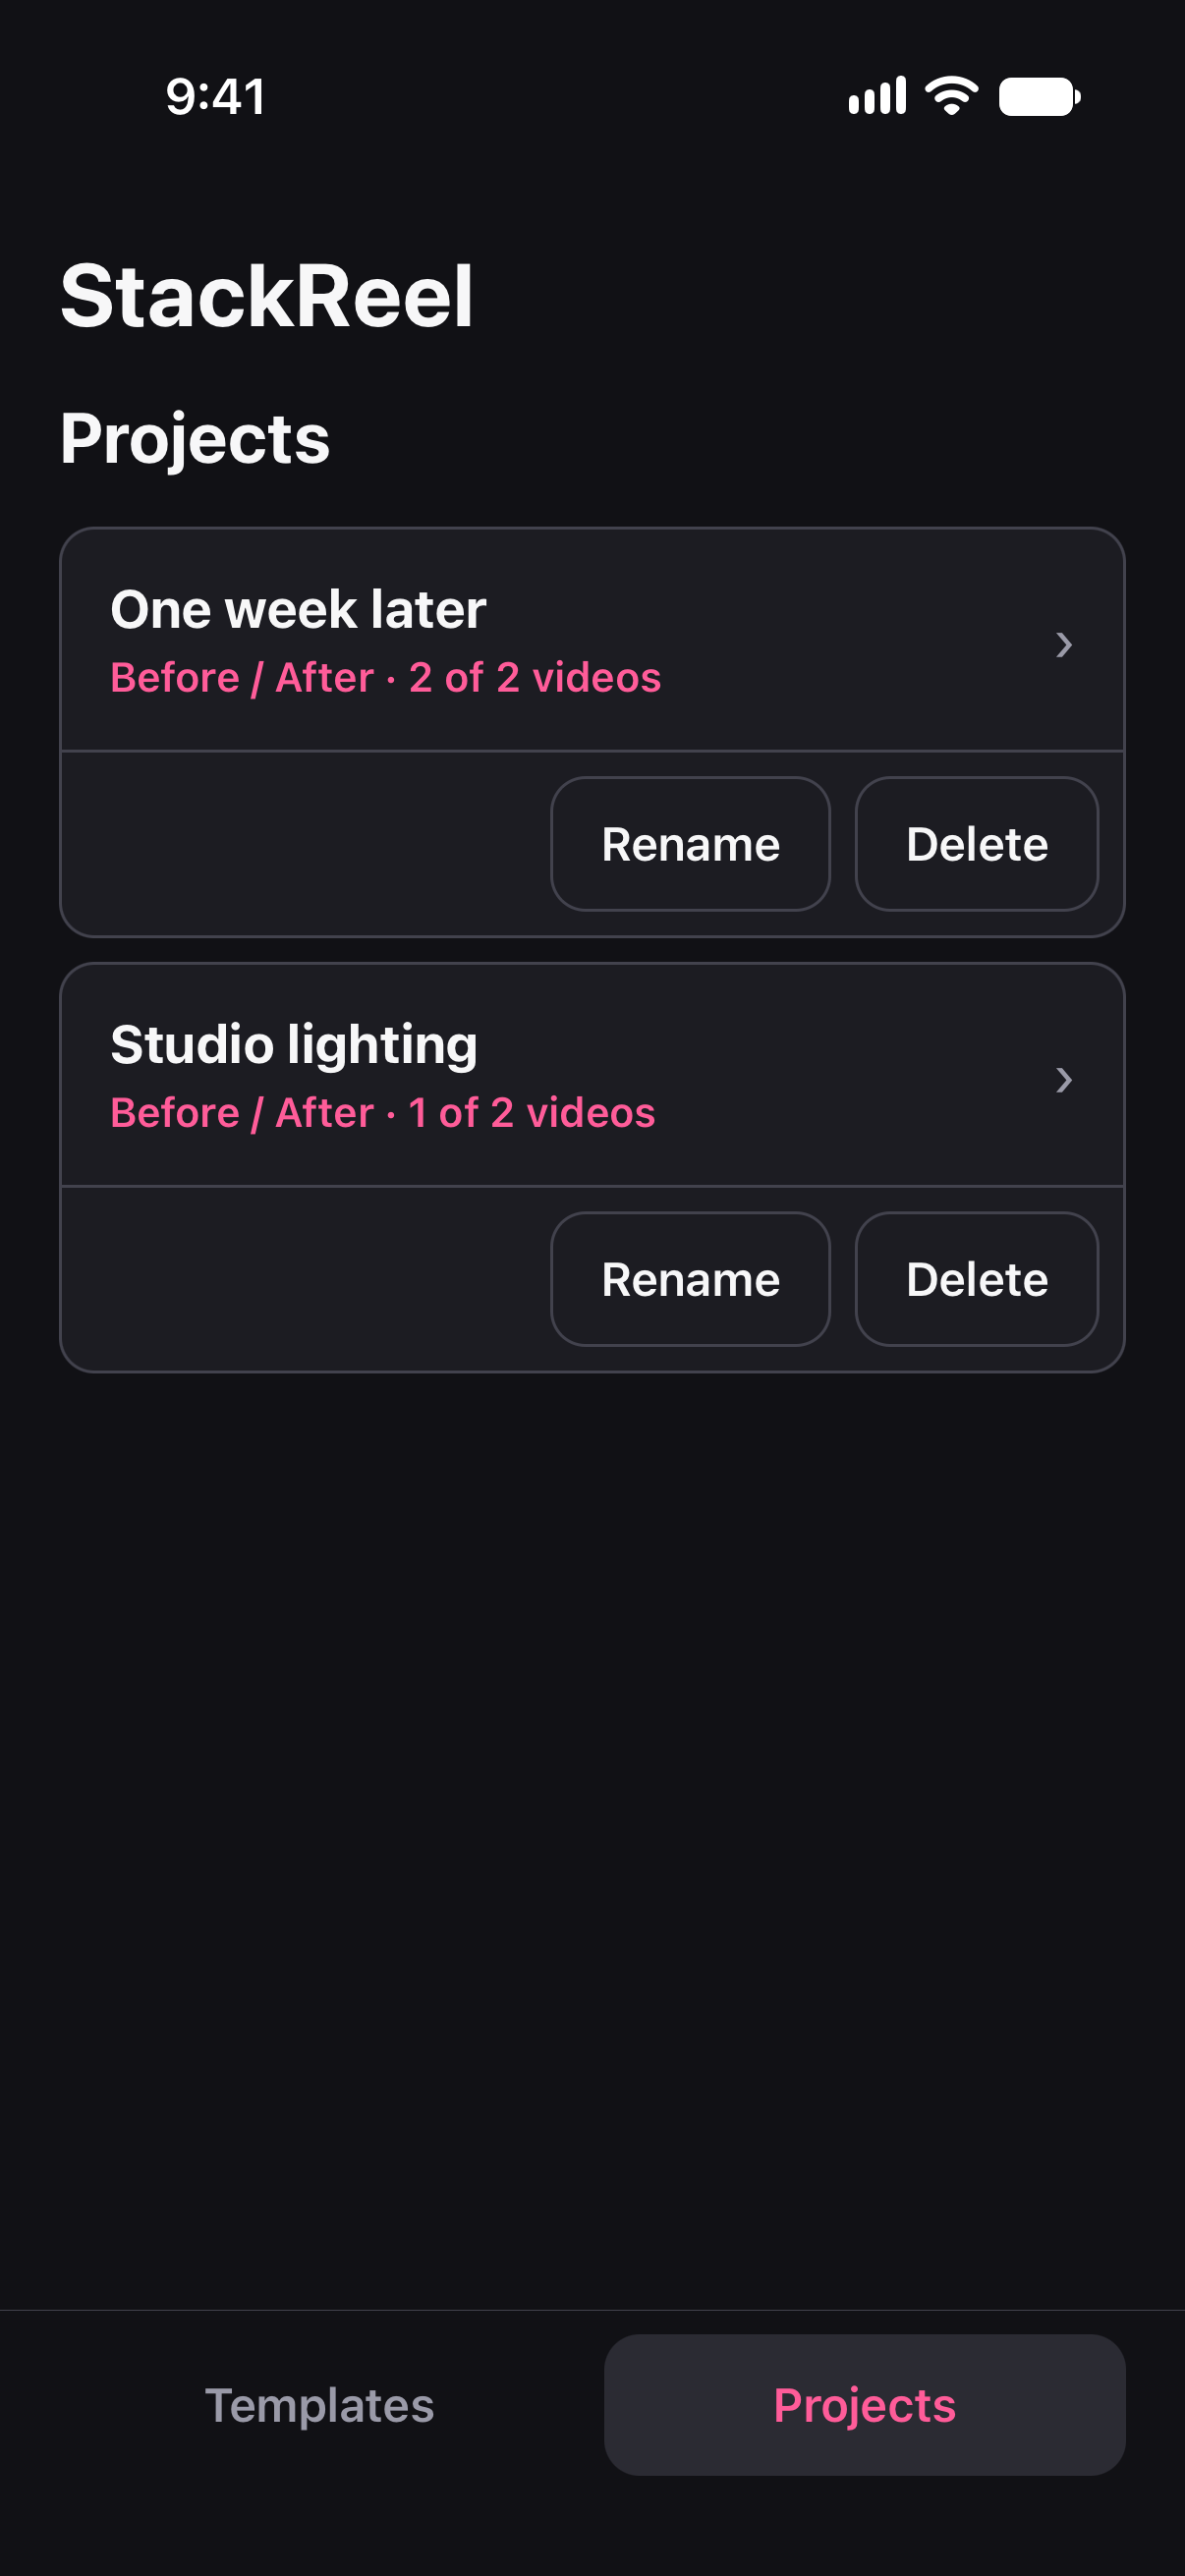 9:41
StackReel
Projects
One week later
Before / After · 2 of 2 videos
›
Rename Delete
Studio lighting
Before / After · 1 of 2 videos
›
Rename Delete
Templates Projects